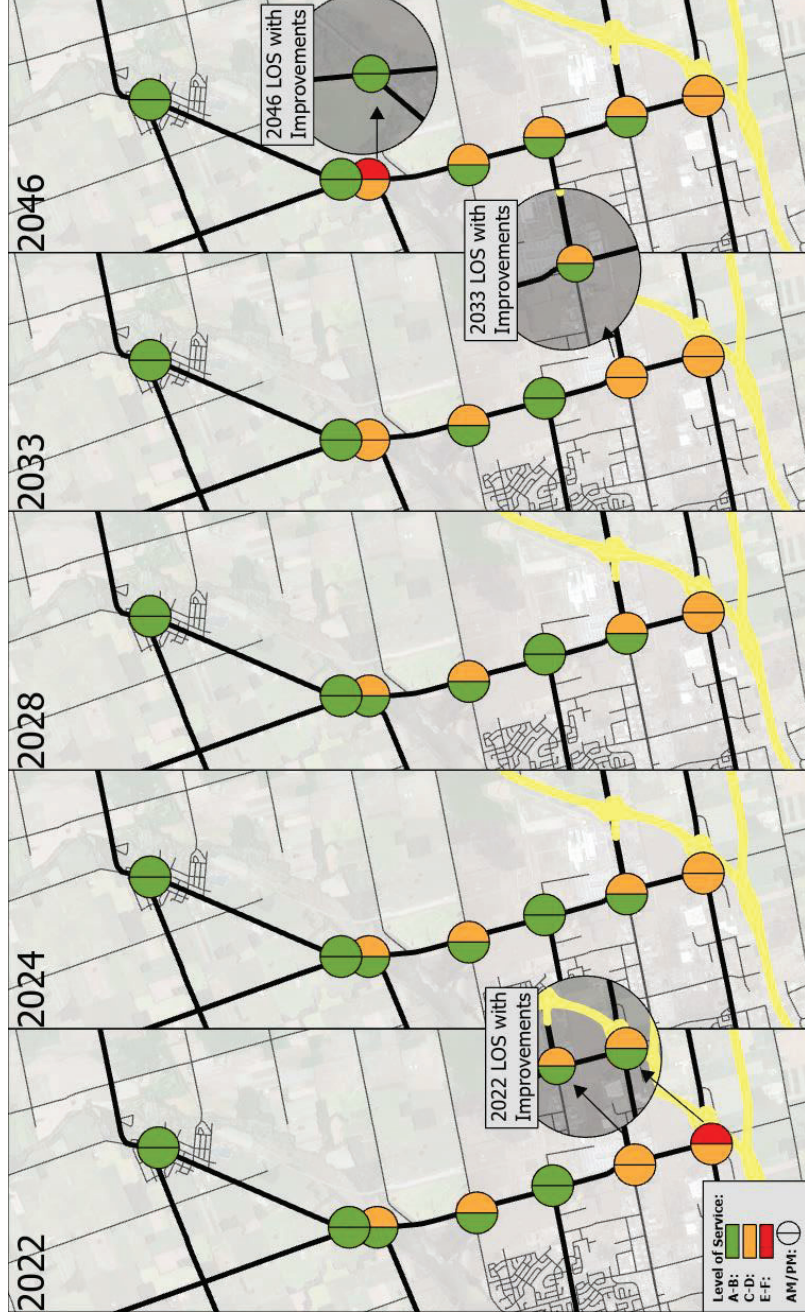 2022
2022 LOS with
Improvements
Level of Service:
A-B:
C-D:
E-F:
AM/PM:
2024
2028
2033
2033 LOS with
Improvements
2046
2046 LOS with
Improvements